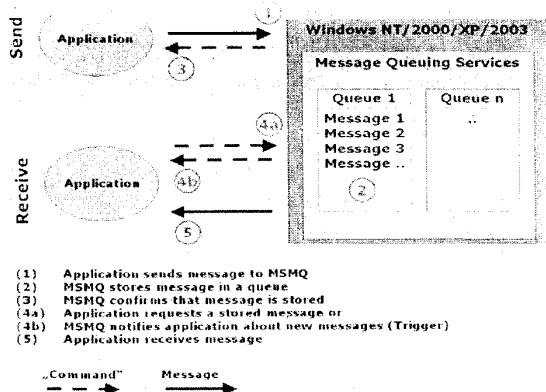 Send
Application
1
3
Windows NT/2000/XP/2003
Message Queuing Services
Queue 1
Message 1
Message 2
Message 3
Message ..
2
Queue n
..
Receive
Application
4a
4b
5
(1) Application sends message to MSMQ
(2) MSMQ stores message in a queue
(3) MSMQ confirms that message is stored
(4a) Application requests a stored message or
(4b) MSMQ notifies application about new messages (Trigger)
(5) Application receives message
„Command" Message